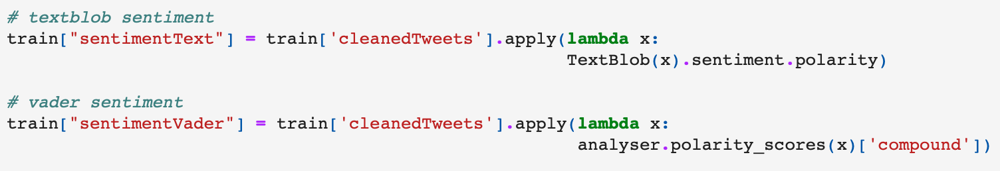 # textblob sentiment
train["sentimentText"] = train['cleanedTweets'].apply(lambda x:
TextBlob(x).sentiment.polarity)
# vader sentiment
train["sentimentVader"] = train['cleanedTweets'].apply(lambda x:
analyser.polarity_scores(x)['compound'])